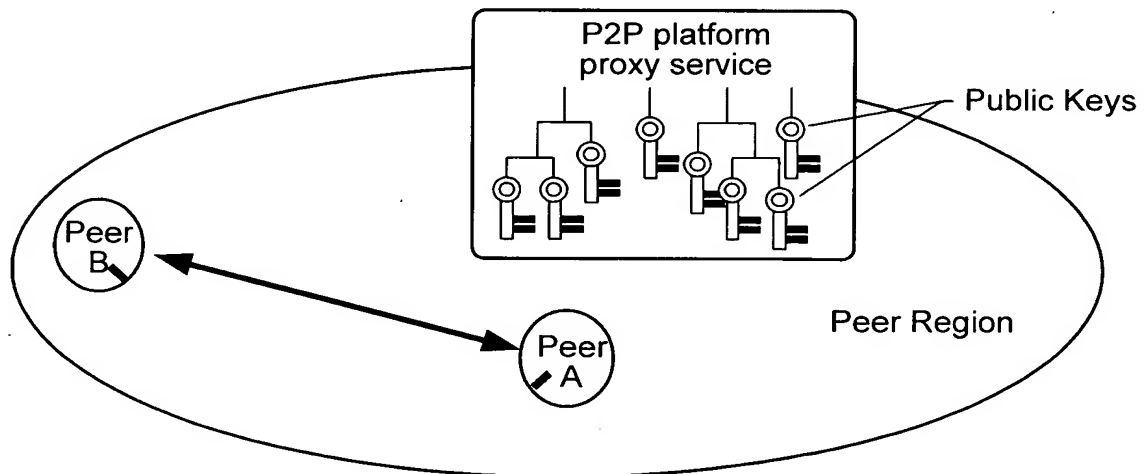 P2P platform
proxy service
Public Keys
Peer
B
Peer Region
Peer
A